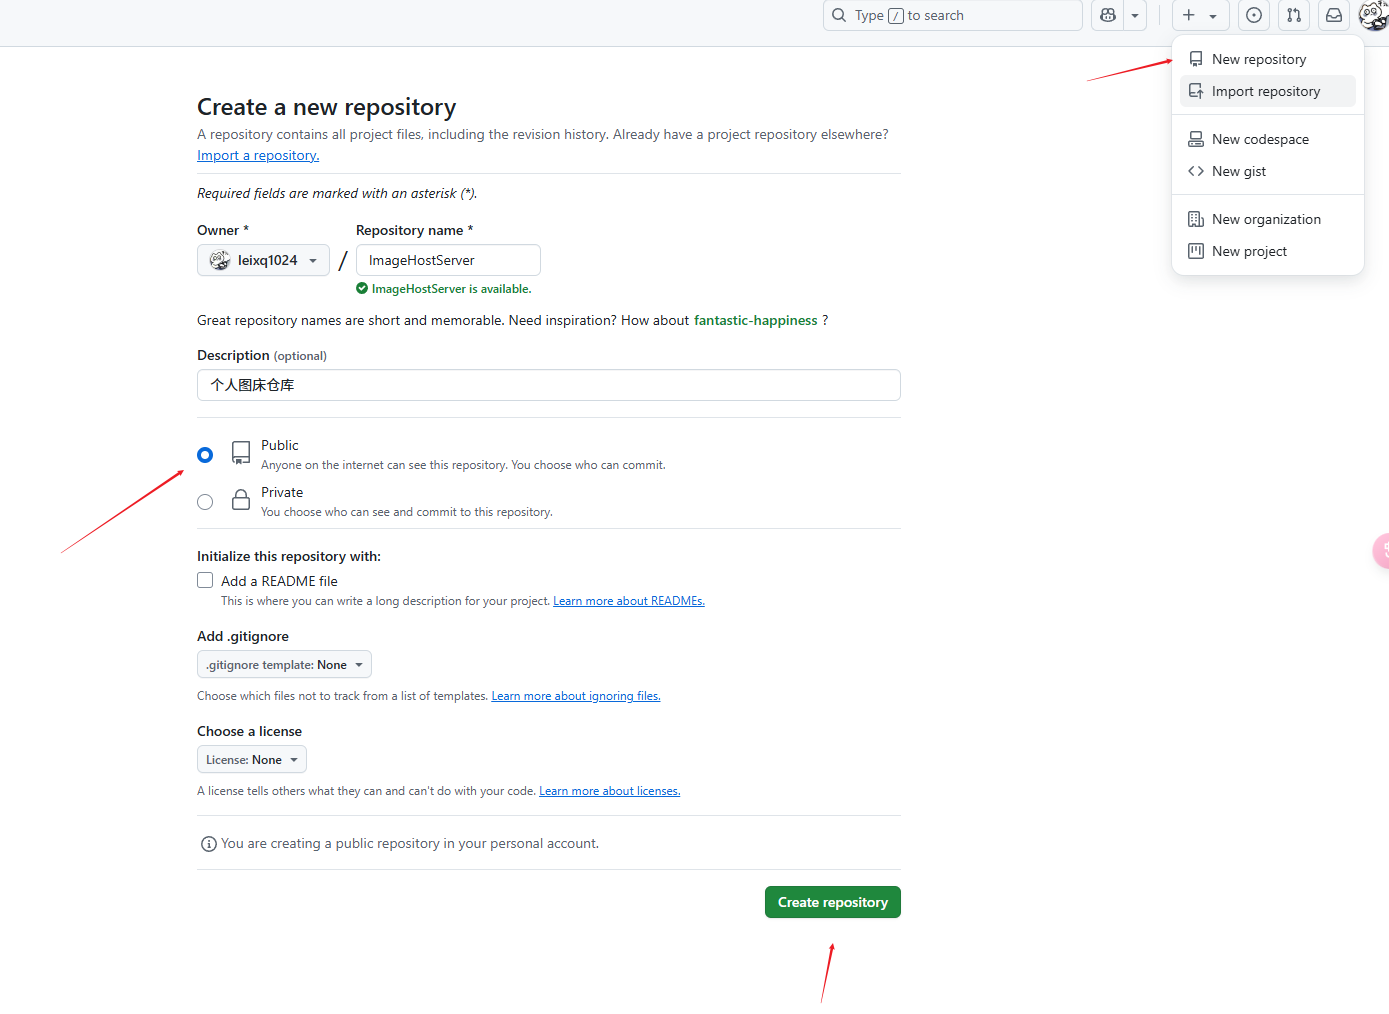 Type / to search
New repository
Import repository
New codespace
New gist
New organization
New project
Create a new repository
A repository contains all project files, including the revision history. Already have a project repository elsewhere?
Import a repository.
Required fields are marked with an asterisk (*).
Owner *
Repository name *
leixq1024
/
ImageHostServer
ImageHostServer is available.
Great repository names are short and memorable. Need inspiration? How about fantastic-happiness ?
Description (optional)
个人图床仓库
Public
Anyone on the internet can see this repository. You choose who can commit.
Private
You choose who can see and commit to this repository.
Initialize this repository with:
Add a README file
This is where you can write a long description for your project. Learn more about READMEs.
Add .gitignore
.gitignore template: None
Choose which files not to track from a list of templates. Learn more about ignoring files.
Choose a license
License: None
A license tells others what they can and can't do with your code. Learn more about licenses.
You are creating a public repository in your personal account.
Create repository